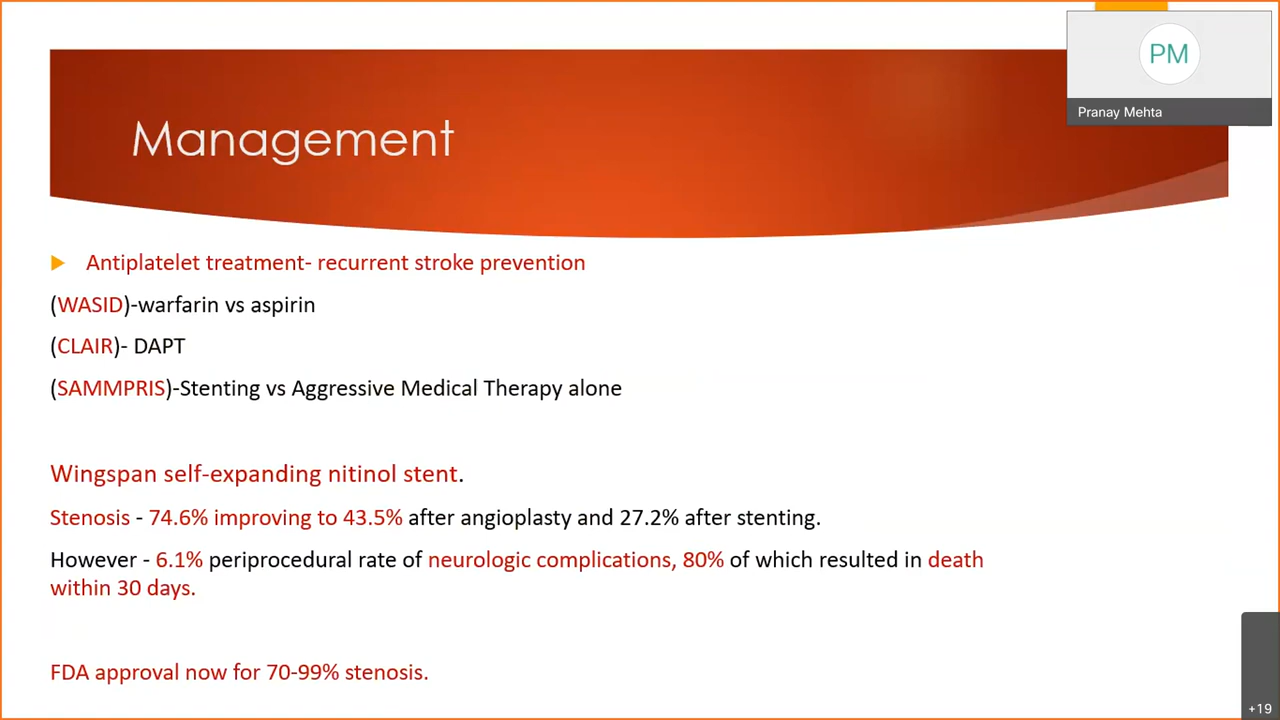 PM
Pranay Mehta
Management
Antiplatelet treatment- recurrent stroke prevention
(WASID)-warfarin vs aspirin
(CLAIR)- DAPT
(SAMMPRIS)-Stenting vs Aggressive Medical Therapy alone
Wingspan self-expanding nitinol stent.
Stenosis - 74.6% improving to 43.5% after angioplasty and 27.2% after stenting.
However - 6.1% periprocedural rate of neurologic complications, 80% of which resulted in death
within 30 days.
FDA approval now for 70-99% stenosis.
+19